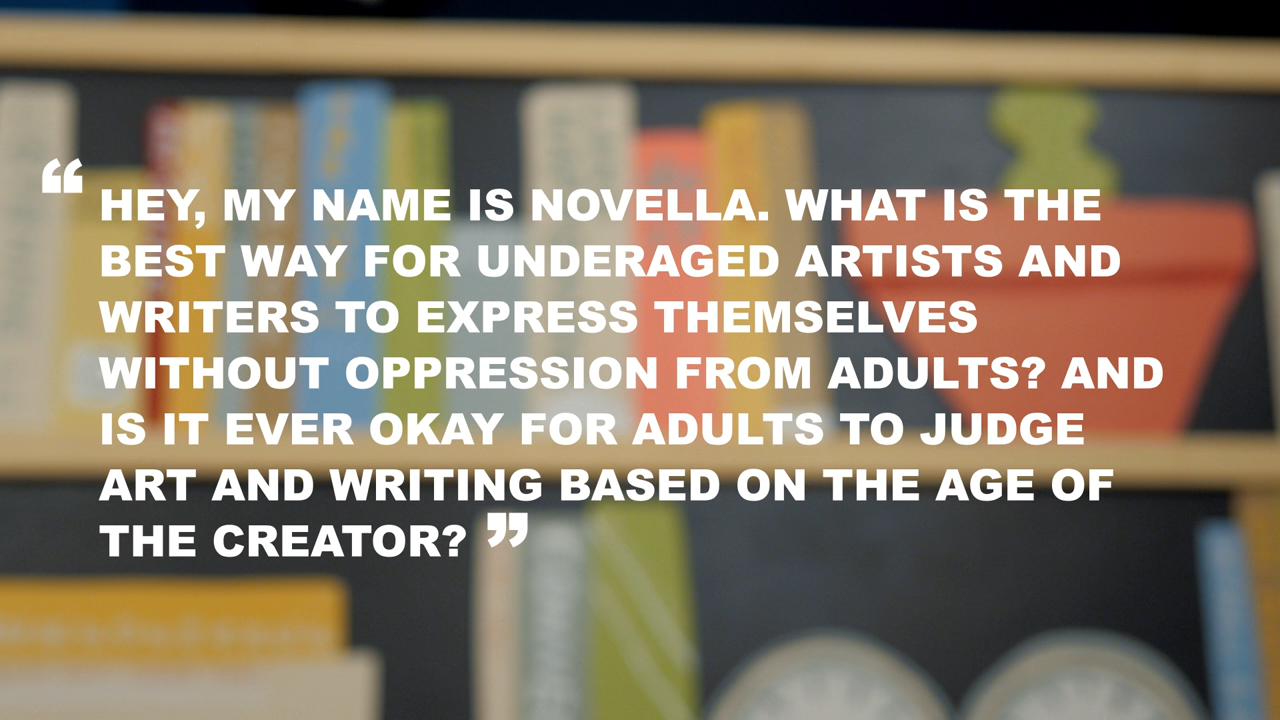 “ HEY, MY NAME IS NOVELLA. WHAT IS THE
BEST WAY FOR UNDERAGED ARTISTS AND
WRITERS TO EXPRESS THEMSELVES
WITHOUT OPPRESSION FROM ADULTS? AND
IS IT EVER OKAY FOR ADULTS TO JUDGE
ART AND WRITING BASED ON THE AGE OF
THE CREATOR? ”